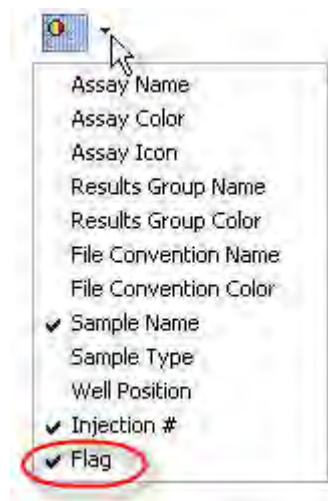 Assay Name
Assay Color
Assay Icon
Results Group Name
Results Group Color
File Convention Name
File Convention Color
Sample Name
Sample Type
Well Position
Injection #
Flag